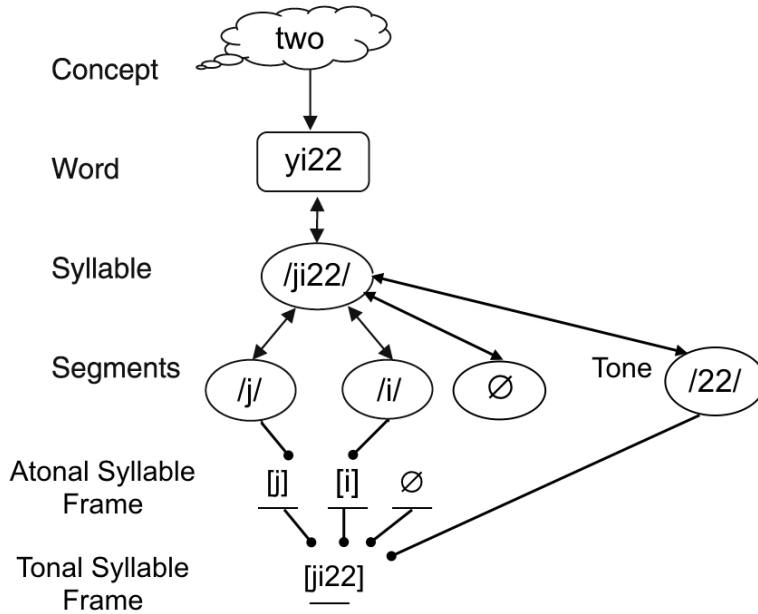 two
Concept
yi22
Word
Syllable
/ji22/
Segments
/j/
/i/
∅
Tone
/22/
Atonal Syllable
Frame
[j]
[i]
∅
Tonal Syllable
Frame
[ji22]